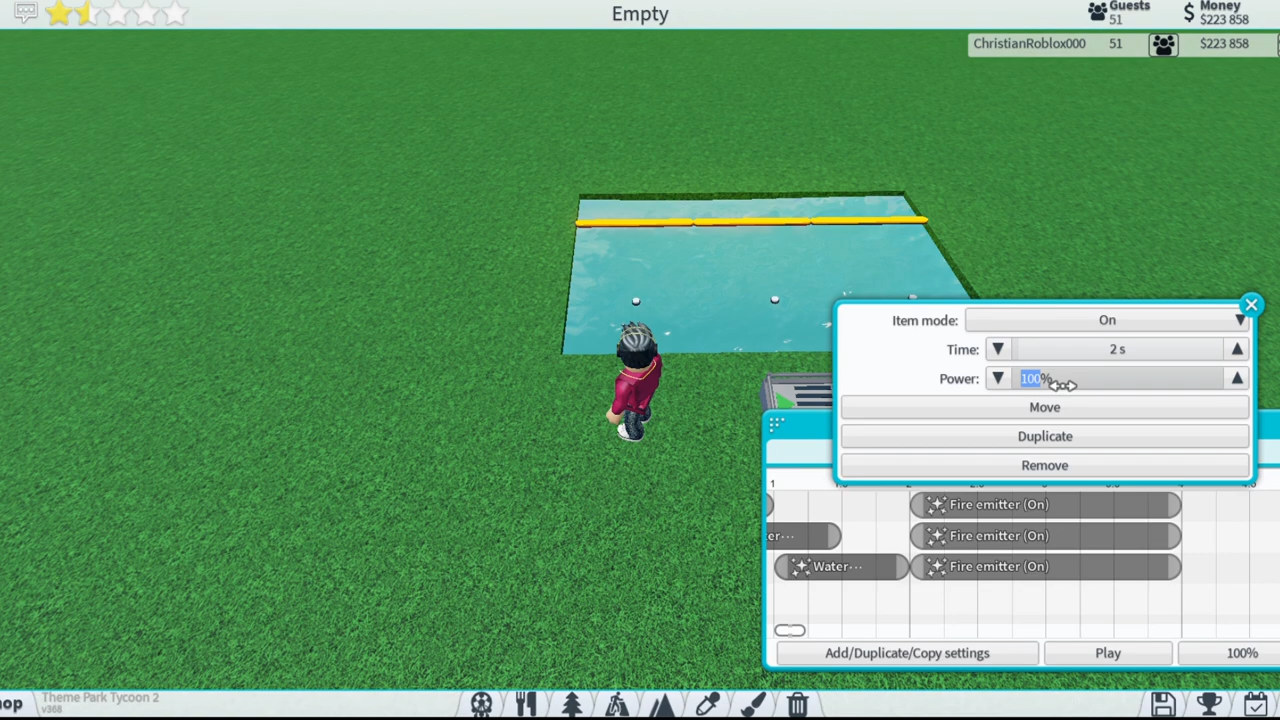 Empty
Guests
51
Money
$223 858
ChristianRoblox000 51 $223 858
Item mode: On
Time: 2 s
Power: 100%
Move
Duplicate
Remove
1
Fire emitter (On)
er··· Fire emitter (On)
Water··· Fire emitter (On)
Add/Duplicate/Copy settings Play 100%
hop
Theme Park Tycoon 2
v368